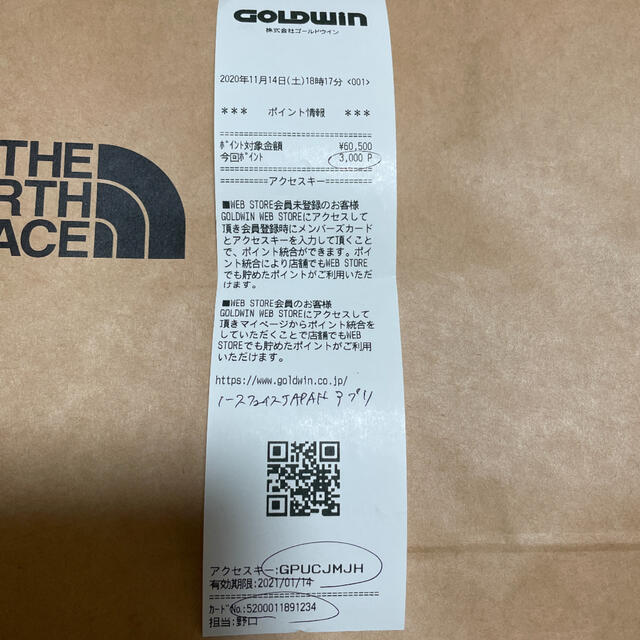 GOLDWIN
株式会社ゴールドウイン
2020年11月14日(土)18時17分 <001>
*** ポイント情報 ***
ﾎﾟｲﾝﾄ対象金額 ¥60,500
今回ﾎﾟｲﾝﾄ 3,000 P
=========アクセスキー=========
■WEB STORE会員未登録のお客様
GOLDWIN WEB STOREにアクセスして
頂き会員登録時にメンバーズカード
とアクセスキーを入力して頂くこと
で、ポイント統合ができます。ポイ
ント統合により店舗でもWEB STORE
でも貯めたポイントがご利用いただ
けます。
■WEB STORE会員のお客様
GOLDWIN WEB STOREにアクセスして
頂きマイページからポイント統合を
していただくことで店舗でもWEB
STOREでも貯めたポイントがご利用
いただけます。
https://www.goldwin.co.jp/
ノースフェイスJAPAN アプリ
アクセスキー:GPUCJMJH
有効期限:2021/01/14
ｶｰﾄﾞNo.:5200011891234
担当:野口
THE
NORTH
FACE